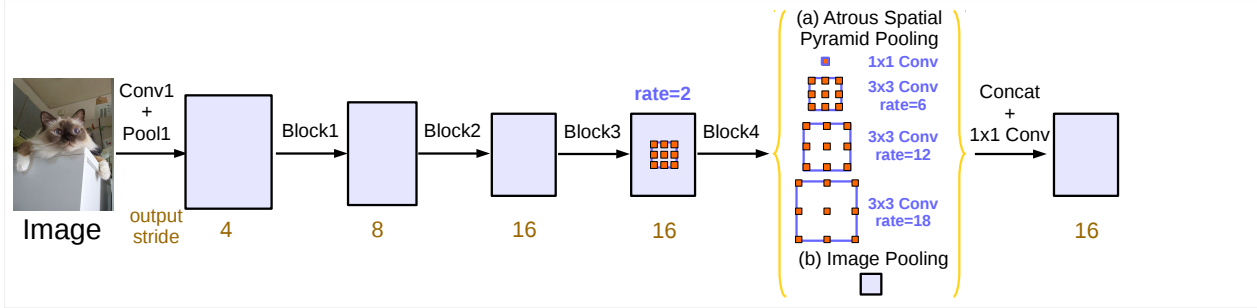 (a) Atrous Spatial
Pyramid Pooling
1x1 Conv
3x3 Conv
rate=6
3x3 Conv
rate=12
3x3 Conv
rate=18
(b) Image Pooling
Conv1
+
Pool1
Block1
Block2
Block3
rate=2
Block4
Concat
+
1x1 Conv
Image
output
stride
4
8
16
16
16